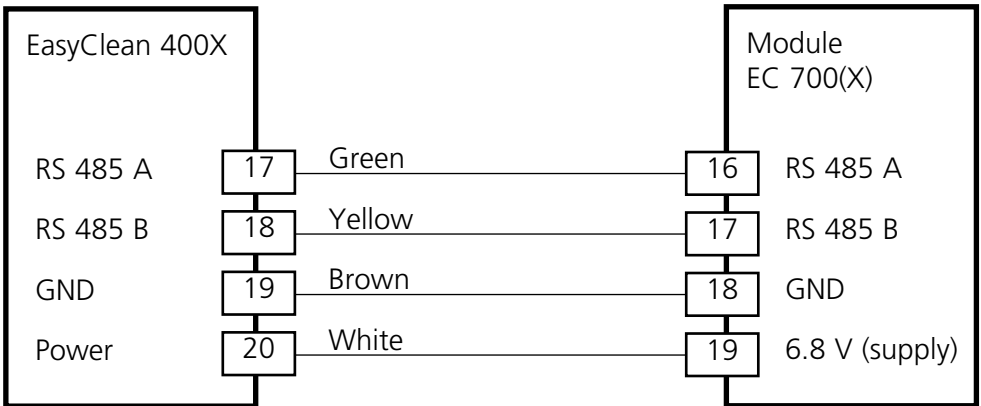 EasyClean 400X
Module
EC 700(X)
RS 485 A 17 Green 16 RS 485 A
RS 485 B 18 Yellow 17 RS 485 B
GND 19 Brown 18 GND
Power 20 White 19 6.8 V (supply)